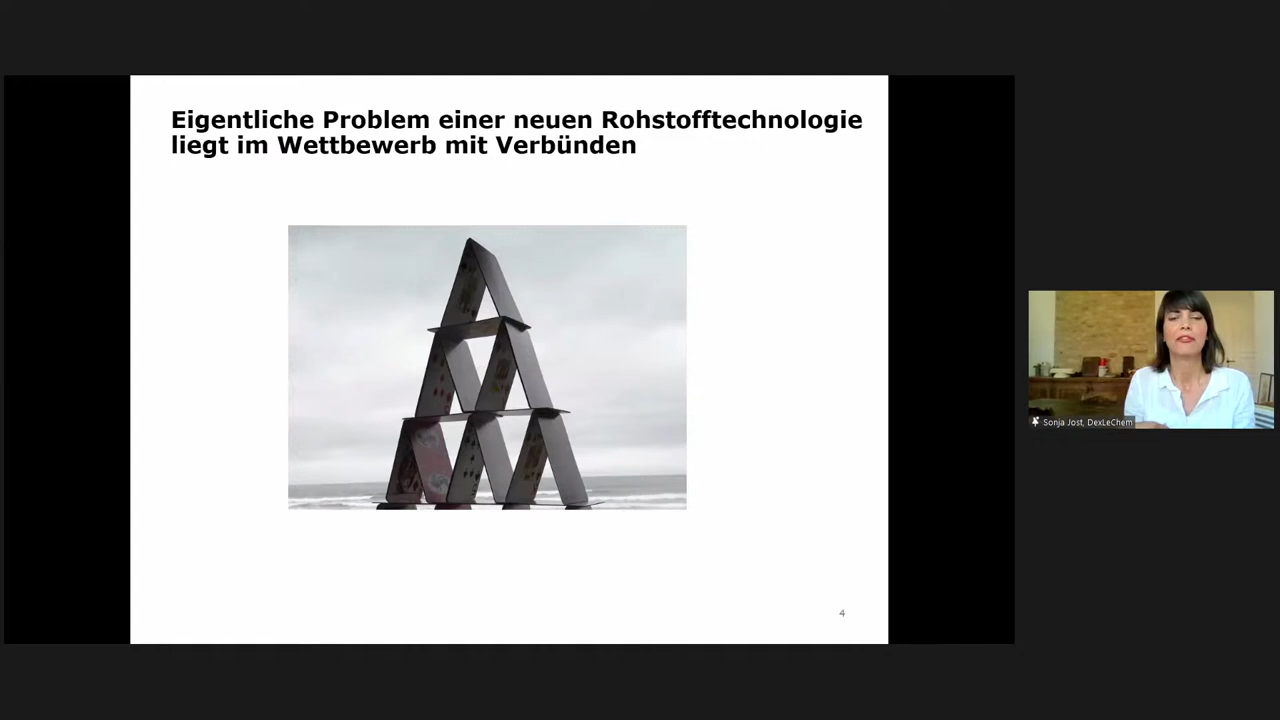 Eigentliche Problem einer neuen Rohstofftechnologie
liegt im Wettbewerb mit Verbünden
4
Sonja Jost, DexLeChem